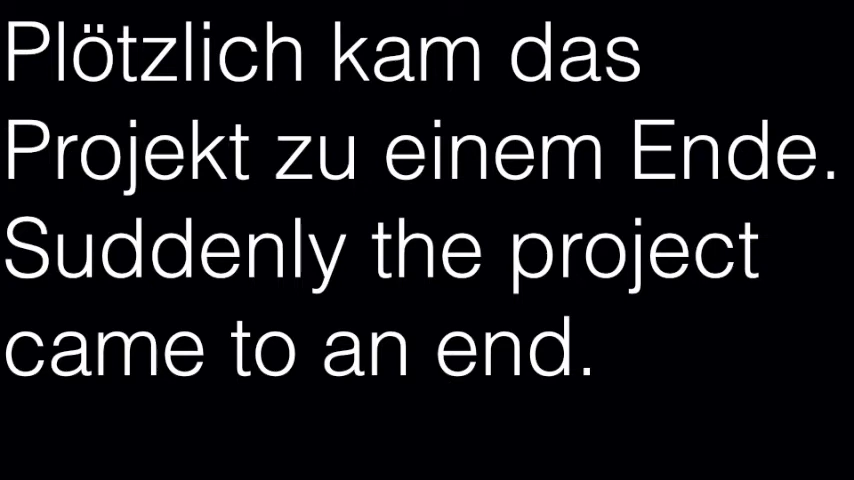 Plötzlich kam das
Projekt zu einem Ende.
Suddenly the project
came to an end.